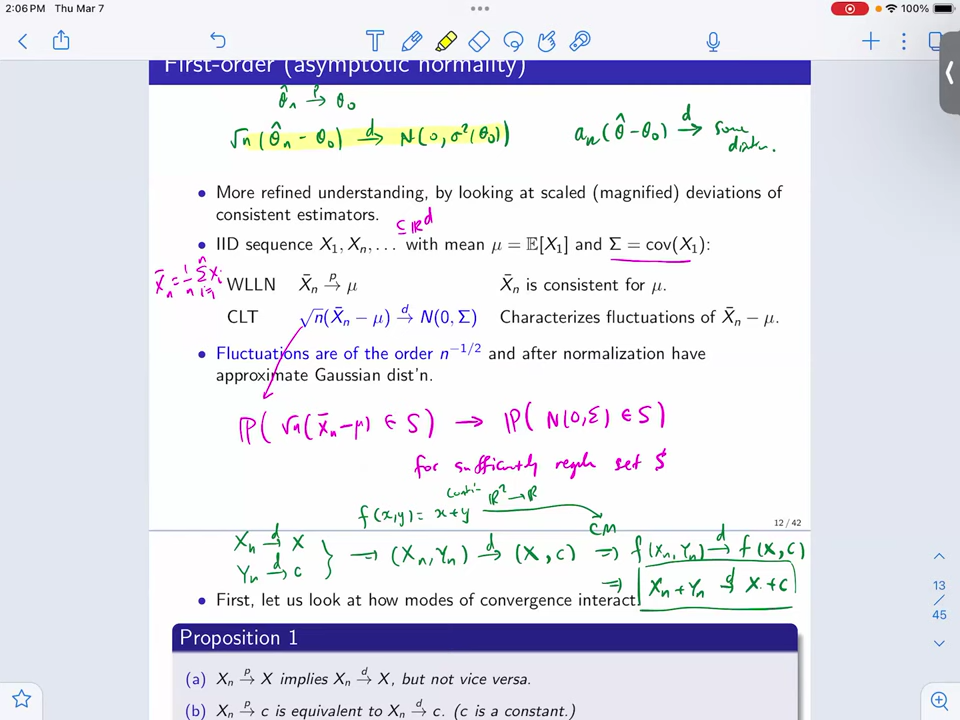 2:06 PM Thu Mar 7
100%
First-order (asymptotic normality)
θ̂ₙ →ᵖ θ₀
√n (θ̂ₙ - θ₀) →ᵈ N(0, σ²(θ₀))
aₙ (θ̂ - θ₀) →ᵈ some distn.
• More refined understanding, by looking at scaled (magnified) deviations of
consistent estimators.
⊆ ℝᵈ
• IID sequence X₁, Xₙ, . . . with mean μ = 𝔼[X₁] and Σ = cov(X₁):
X̄ₙ = 1/n Σᵢ₌₁ⁿ Xᵢ
WLLN X̄ₙ →ᵖ μ X̄ₙ is consistent for μ.
CLT √n(X̄ₙ − μ) →ᵈ N(0, Σ) Characterizes fluctuations of X̄ₙ − μ.
• Fluctuations are of the order n⁻¹/² and after normalization have
approximate Gaussian dist'n.
ℙ( √n (X̄ₙ - μ) ∈ S ) → ℙ( N(0, Σ) ∈ S )
for sufficiently regular set S
contin ℝ² → ℝ
f(x,y) = x+y
12 / 42
Xₙ →ᵈ X
Yₙ →ᵈ c
} ⟹ (Xₙ, Yₙ) →ᵈ (X, c) ⟹ f(Xₙ, Yₙ) →ᵈ f(X, c)
CM
⟹ Xₙ + Yₙ →ᵈ X + c
• First, let us look at how modes of convergence interact.
13
/
45
Proposition 1
(a) Xₙ →ᵖ X implies Xₙ →ᵈ X, but not vice versa.
(b) Xₙ →ᵖ c is equivalent to Xₙ →ᵈ c. (c is a constant.)